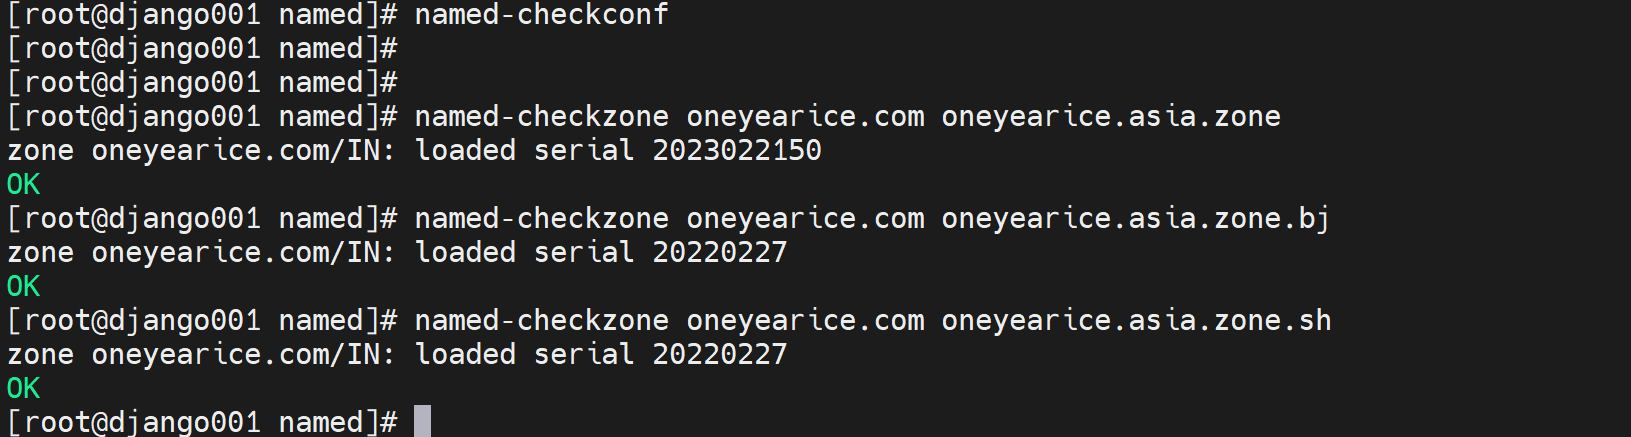 [root@django001 named]# named-checkconf
[root@django001 named]#
[root@django001 named]#
[root@django001 named]# named-checkzone oneyearice.com oneyearice.asia.zone
zone oneyearice.com/IN: loaded serial 2023022150
OK
[root@django001 named]# named-checkzone oneyearice.com oneyearice.asia.zone.bj
zone oneyearice.com/IN: loaded serial 20220227
OK
[root@django001 named]# named-checkzone oneyearice.com oneyearice.asia.zone.sh
zone oneyearice.com/IN: loaded serial 20220227
OK
[root@django001 named]#